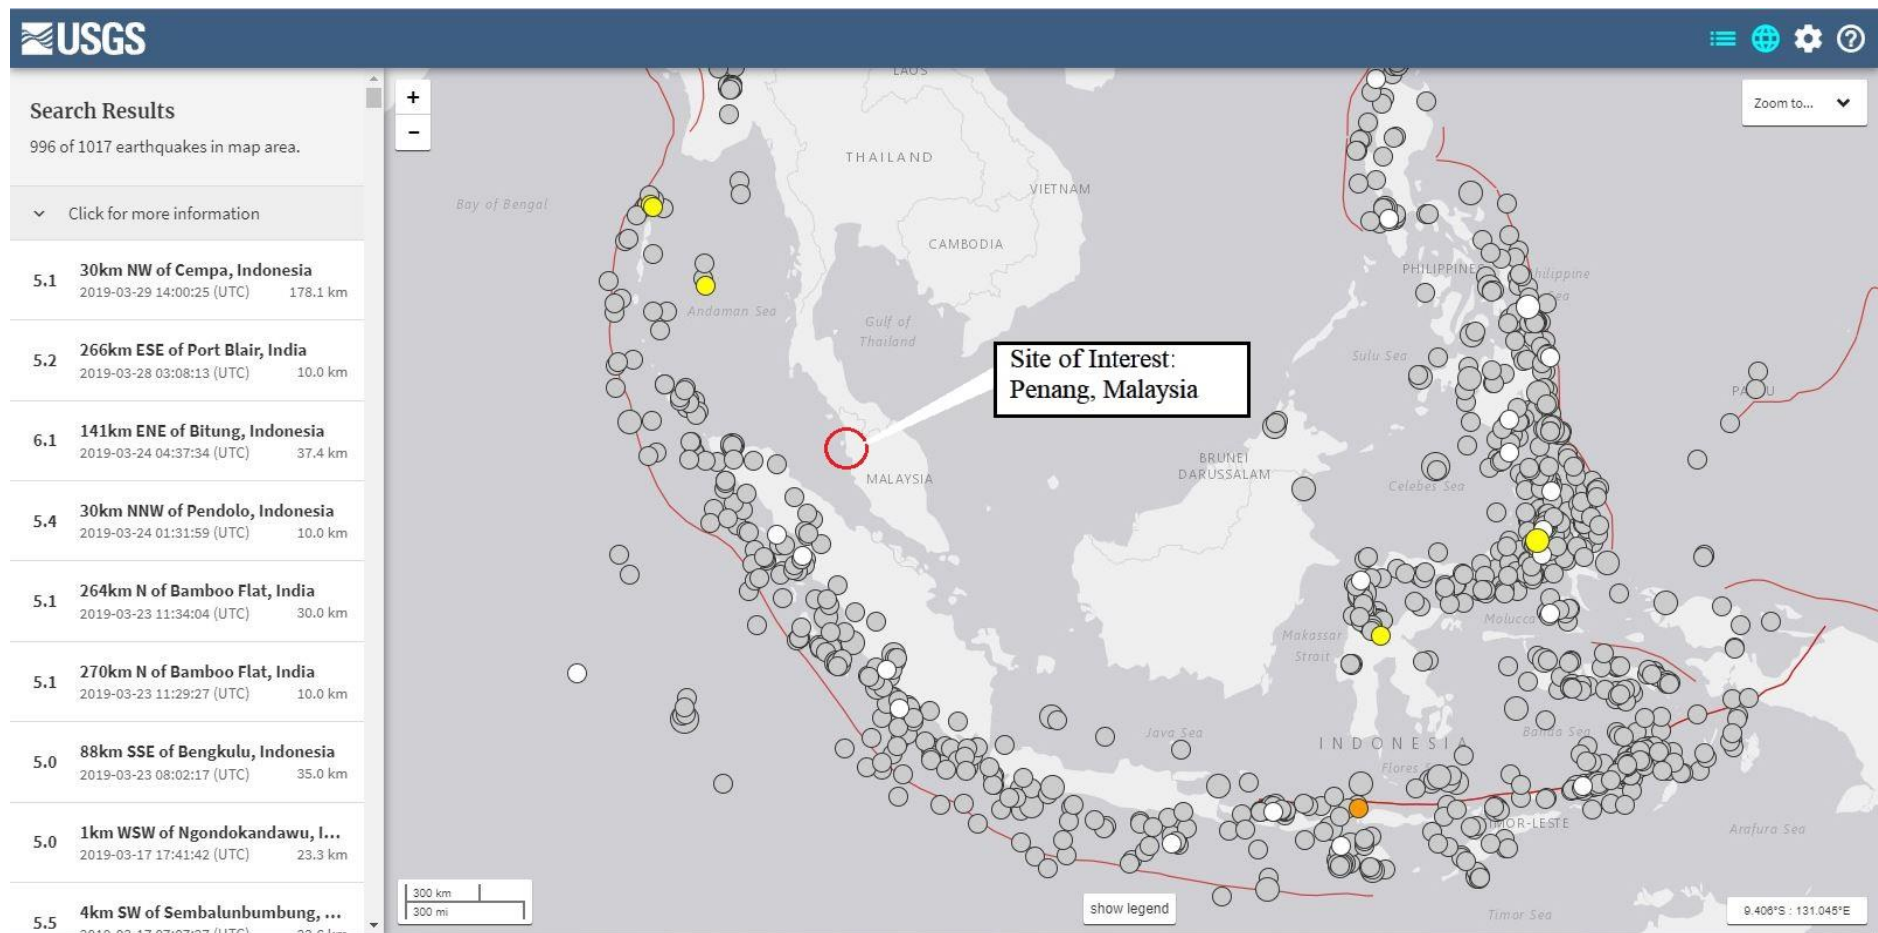 USGS
Search Results
996 of 1017 earthquakes in map area.
Click for more information
5.1
30km NW of Cempa, Indonesia
2019-03-29 14:00:25 (UTC) 178.1 km
5.2
266km ESE of Port Blair, India
2019-03-28 03:08:13 (UTC) 10.0 km
6.1
141km ENE of Bitung, Indonesia
2019-03-24 04:37:34 (UTC) 37.4 km
5.4
30km NNW of Pendolo, Indonesia
2019-03-24 01:31:59 (UTC) 10.0 km
5.1
264km N of Bamboo Flat, India
2019-03-23 11:34:04 (UTC) 30.0 km
5.1
270km N of Bamboo Flat, India
2019-03-23 11:29:27 (UTC) 10.0 km
5.0
88km SSE of Bengkulu, Indonesia
2019-03-23 08:02:17 (UTC) 35.0 km
5.0
1km WSW of Ngondokandawu, I...
2019-03-17 17:41:42 (UTC) 23.3 km
5.5
4km SW of Sembalunbumbung, ...
+
−
Zoom to...
LAOS
THAILAND
VIETNAM
Bay of Bengal
CAMBODIA
PHILIPPINES
Philippine
Sea
Andaman Sea
Gulf of
Thailand
Site of Interest:
Penang, Malaysia
Sulu Sea
MALAYSIA
BRUNEI
DARUSSALAM
Celebes Sea
Makassar
Strait
Molucca
Java Sea
INDONESIA
Banda Sea
Flores
TIMOR-LESTE
Arafura Sea
Timor Sea
300 km
300 mi
show legend
9.406°S : 131.045°E